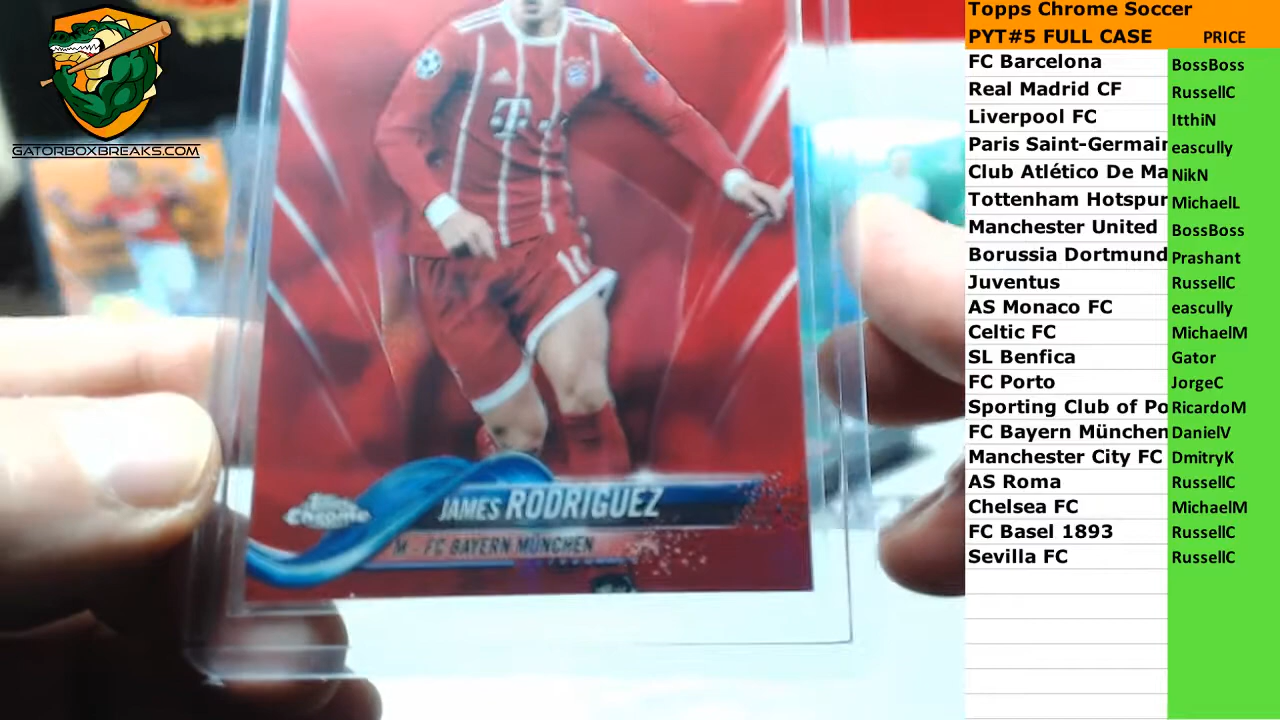 GATORBOXBREAKS.COM
T
10
Topps
Chrome
JAMES RODRIGUEZ
M - FC BAYERN MÜNCHEN
Topps Chrome Soccer
PYT#5 FULL CASE PRICE
FC Barcelona BossBoss
Real Madrid CF RussellC
Liverpool FC ItthiN
Paris Saint-Germain eascully
Club Atlético De Ma NikN
Tottenham Hotspur MichaelL
Manchester United BossBoss
Borussia Dortmund Prashant
Juventus RussellC
AS Monaco FC eascully
Celtic FC MichaelM
SL Benfica Gator
FC Porto JorgeC
Sporting Club of Po RicardoM
FC Bayern München DanielV
Manchester City FC DmitryK
AS Roma RussellC
Chelsea FC MichaelM
FC Basel 1893 RussellC
Sevilla FC RussellC